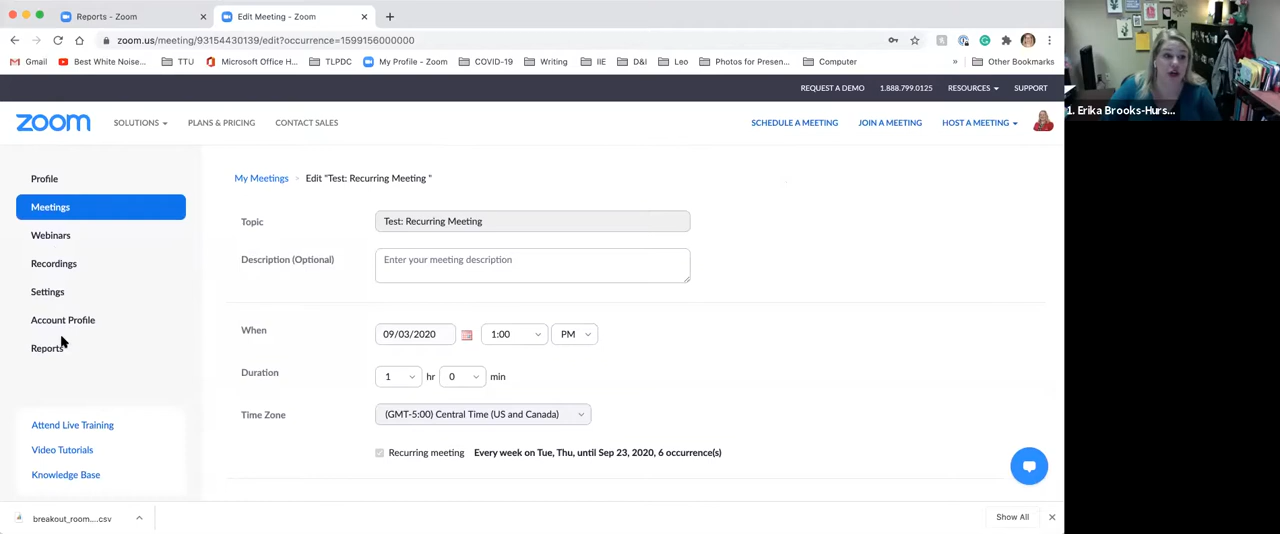 Reports - Zoom
Edit Meeting - Zoom
zoom.us/meeting/93154430139/edit?occurrence=1599156000000
Gmail
Best White Noise...
TTU
Microsoft Office H...
TLPDC
My Profile - Zoom
COVID-19
Writing
IIE
D&I
Leo
Photos for Presen...
Computer
»
Other Bookmarks
REQUEST A DEMO
1.888.799.0125
RESOURCES
SUPPORT
zoom
SOLUTIONS
PLANS & PRICING
CONTACT SALES
SCHEDULE A MEETING
JOIN A MEETING
HOST A MEETING
Profile
Meetings
Webinars
Recordings
Settings
Account Profile
Reports
Attend Live Training
Video Tutorials
Knowledge Base
My Meetings > Edit "Test: Recurring Meeting "
Topic
Test: Recurring Meeting
Description (Optional)
Enter your meeting description
When
09/03/2020
1:00
PM
Duration
1
hr
0
min
Time Zone
(GMT-5:00) Central Time (US and Canada)
Recurring meeting
Every week on Tue, Thu, until Sep 23, 2020, 6 occurrence(s)
breakout_room....csv
Show All
1. Erika Brooks-Hurs...